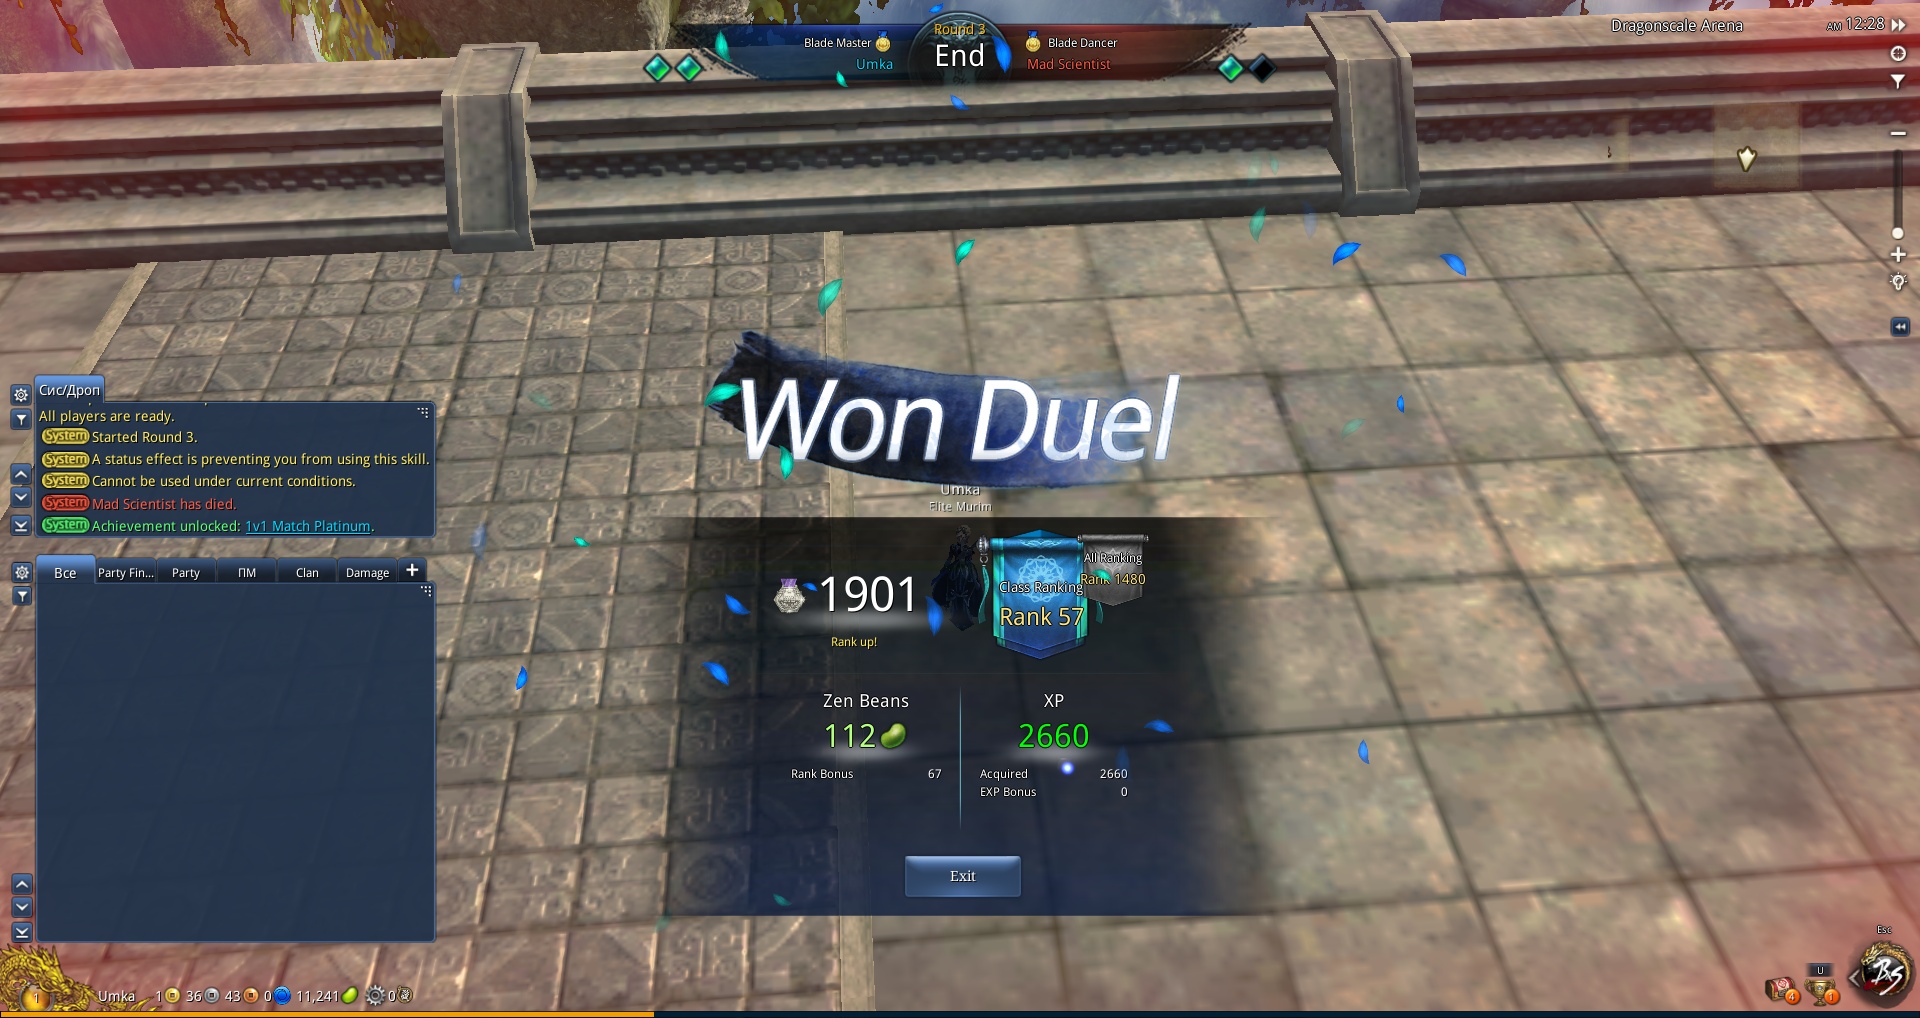 Round 3
End
Blade Master
Umka
Blade Dancer
Mad Scientist
Dragonscale Arena
AM 12:28
Won Duel
Umka
Elite Murim
Сис/Дроп
All players are ready.
System Started Round 3.
System A status effect is preventing you from using this skill.
System Cannot be used under current conditions.
System Mad Scientist has died.
System Achievement unlocked: 1v1 Match Platinum.
Все Party Fin... Party ПМ Clan Damage +
1901
Rank up!
Class Ranking
Rank 57
All Ranking
Rank 1480
Zen Beans
112
Rank Bonus 67
XP
2660
Acquired 2660
EXP Bonus 0
Exit
1 Umka 1 36 43 0 11,241 0
Esc
U
4
1
BS